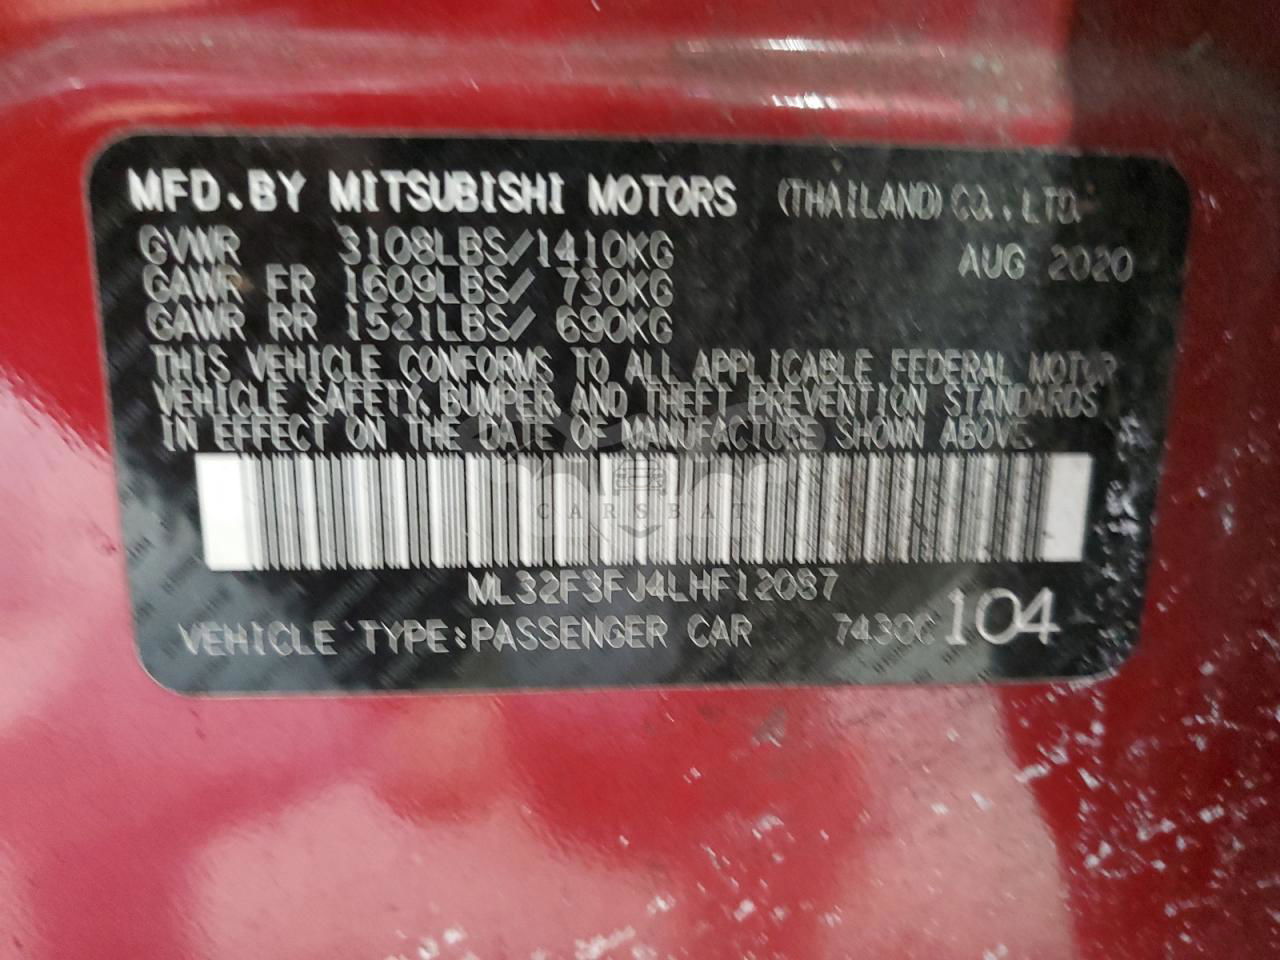 MFD.BY MITSUBISHI MOTORS (THAILAND) CO.,LTD.
GVWR 3108LBS/1410KG AUG 2020
GAWR FR 1609LBS/ 730KG
GAWR RR 1521LBS/ 690KG
THIS VEHICLE CONFORMS TO ALL APPLICABLE FEDERAL MOTOR
VEHICLE SAFETY, BUMPER, AND THEFT PREVENTION STANDARDS
IN EFFECT ON THE DATE OF MANUFACTURE SHOWN ABOVE.
CARSBAT
ML32F3FJ4LHF12087
VEHICLE TYPE:PASSENGER CAR 104